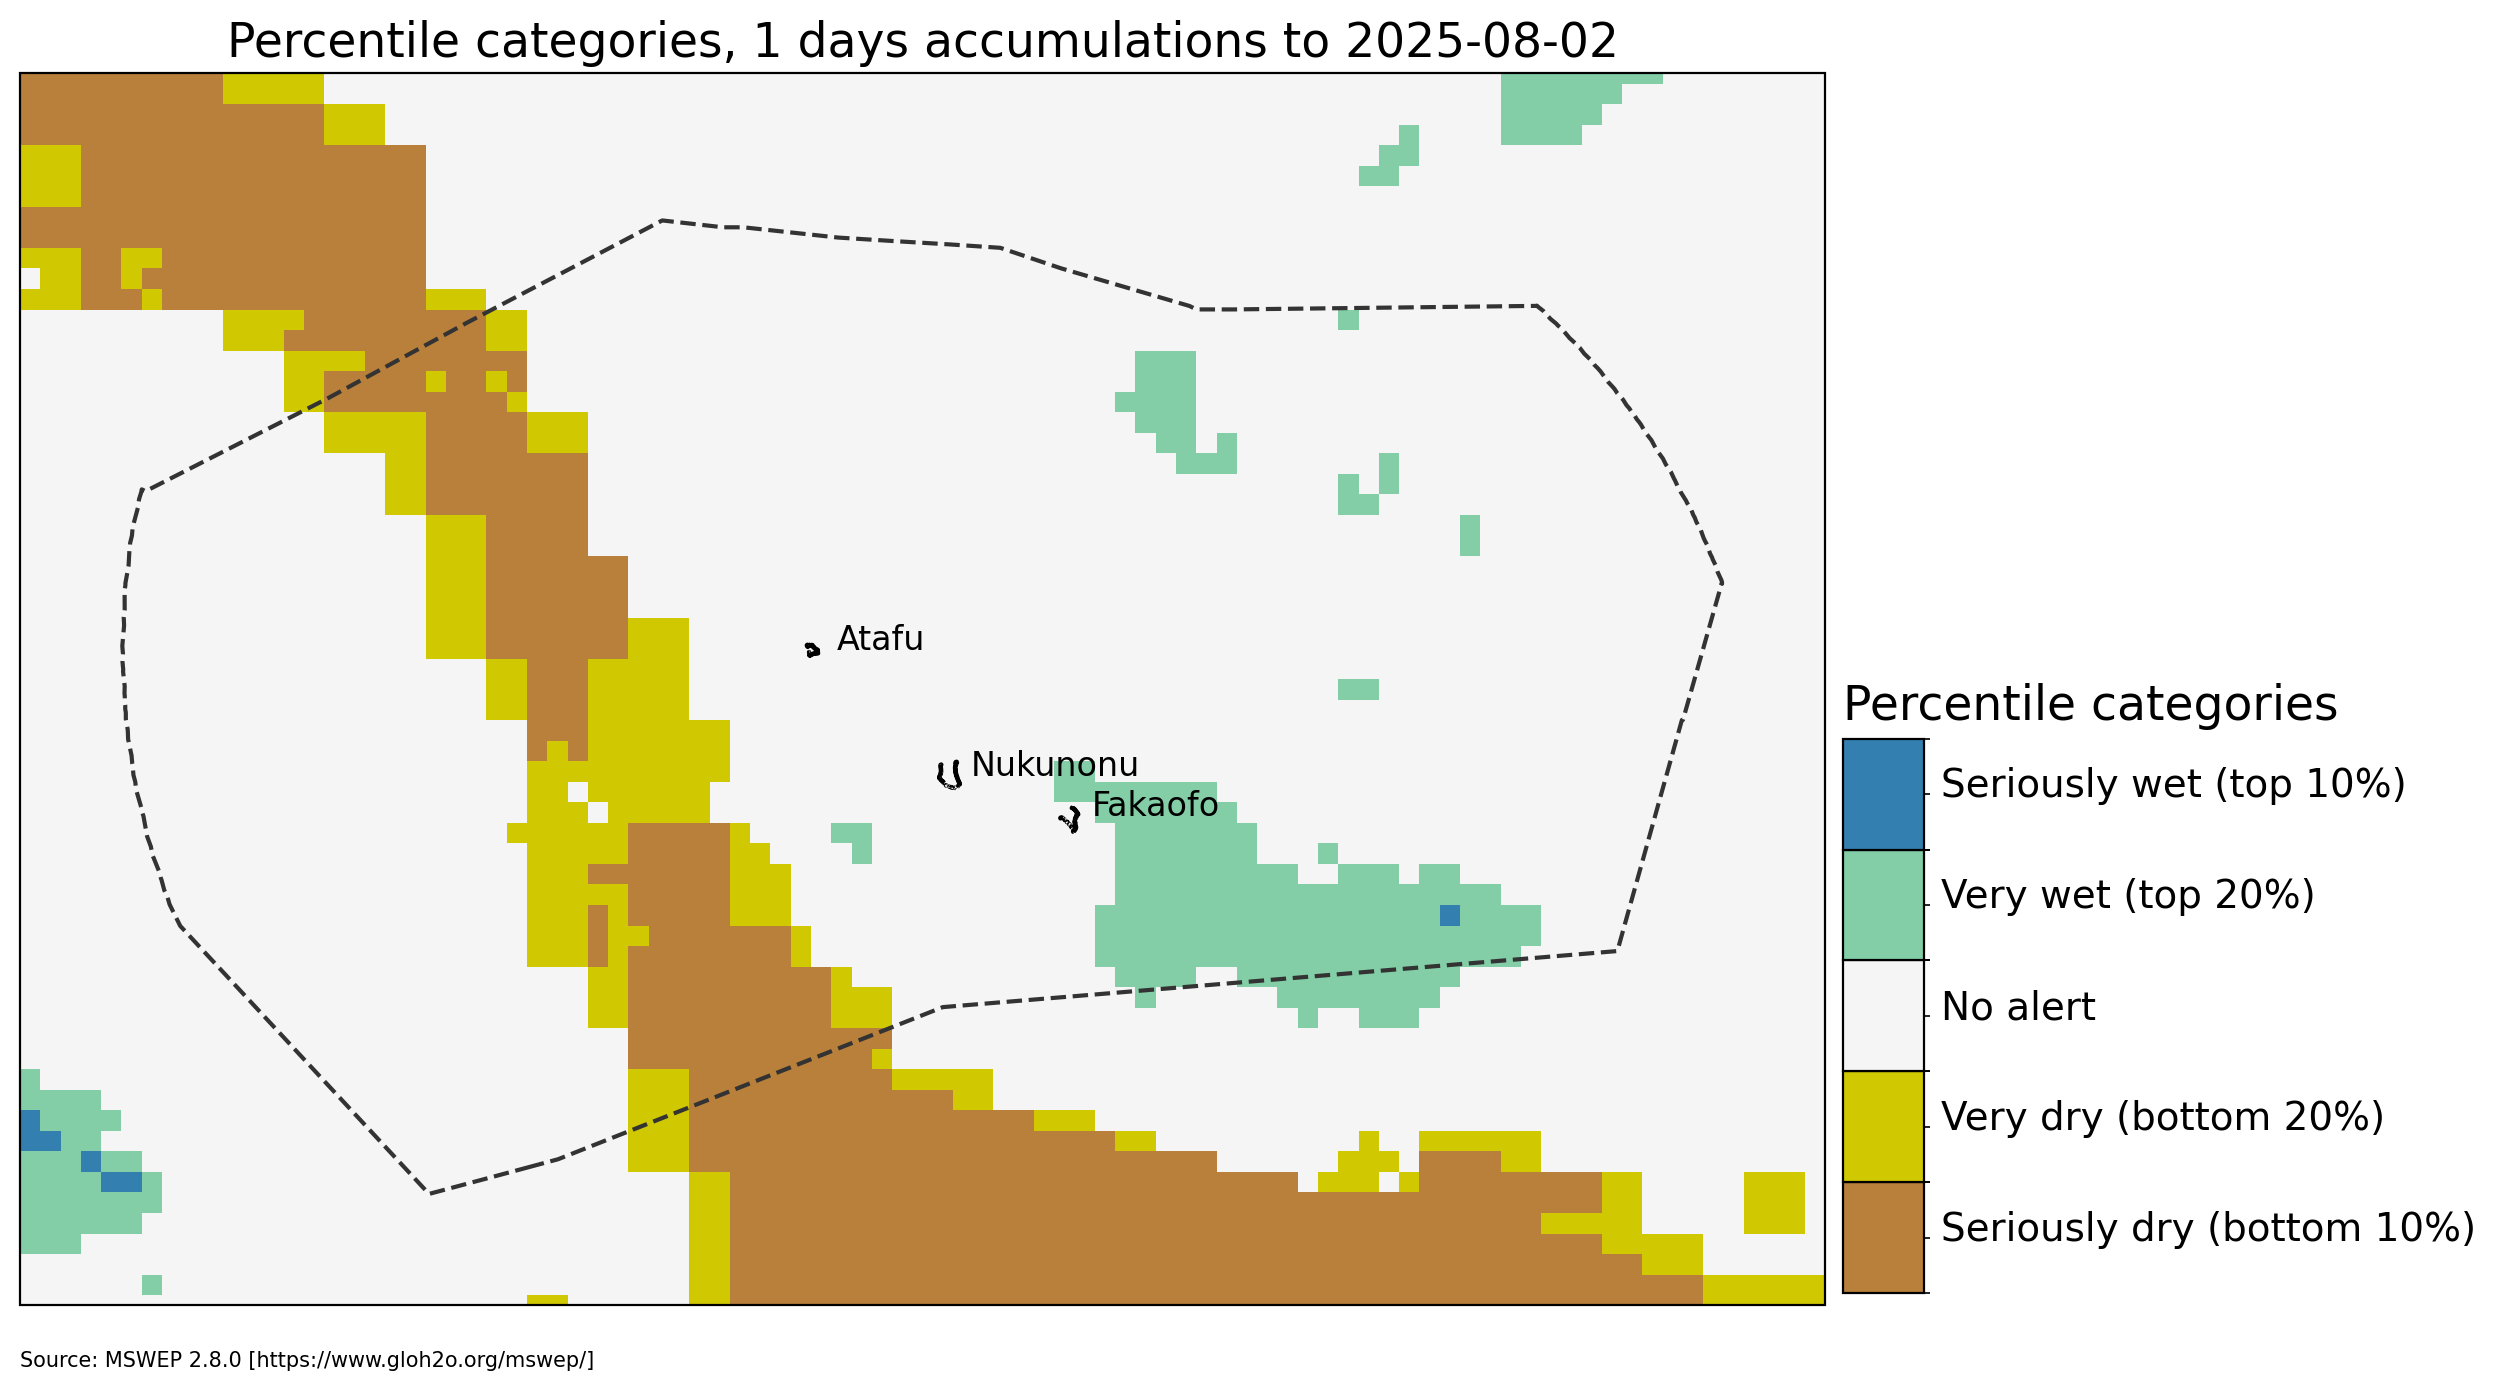 Percentile categories, 1 days accumulations to 2025-08-02
Atafu
Nukunonu
Fakaofo
Percentile categories
Seriously wet (top 10%)
Very wet (top 20%)
No alert
Very dry (bottom 20%)
Seriously dry (bottom 10%)
Source: MSWEP 2.8.0 [https://www.gloh2o.org/mswep/]